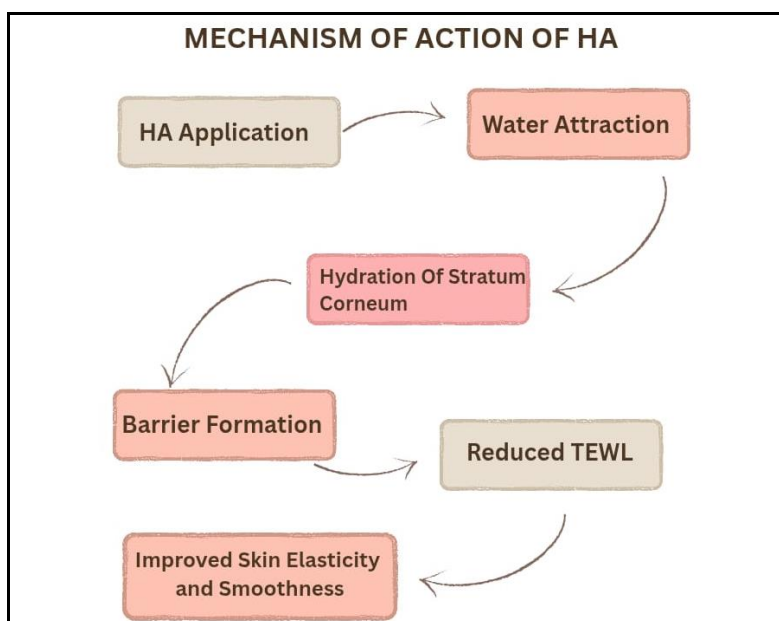 MECHANISM OF ACTION OF HA
HA Application
Water Attraction
Hydration Of Stratum
Corneum
Barrier Formation
Reduced TEWL
Improved Skin Elasticity
and Smoothness